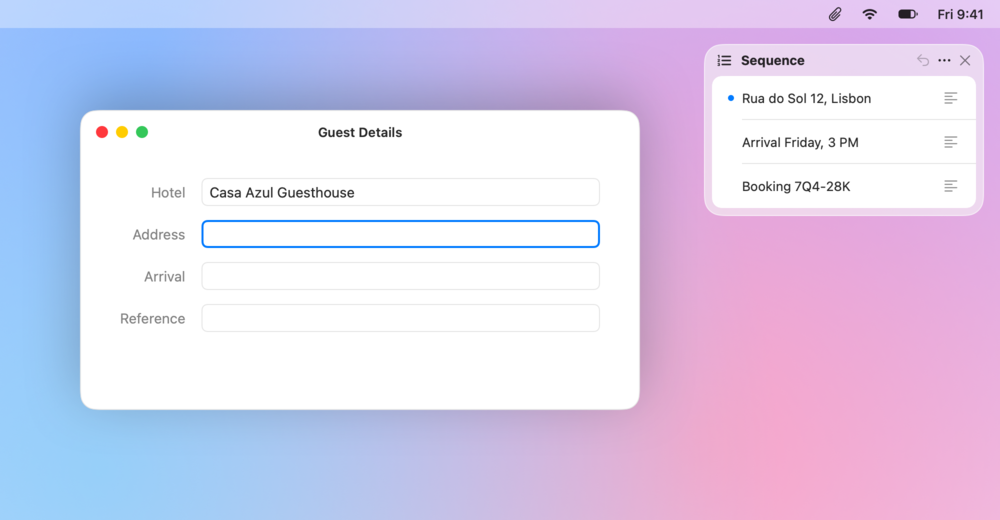 Fri 9:41
Sequence
Rua do Sol 12, Lisbon
Arrival Friday, 3 PM
Booking 7Q4-28K
Guest Details
Hotel Casa Azul Guesthouse
Address
Arrival
Reference